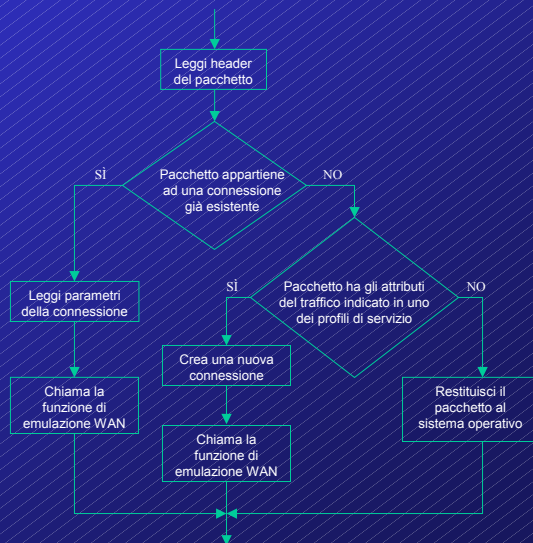 Leggi header
del pacchetto
SÌ
Pacchetto appartiene
ad una connessione
già esistente
NO
Leggi parametri
della connessione
SÌ
Pacchetto ha gli attributi
del traffico indicato in uno
dei profili di servizio
NO
Crea una nuova
connessione
Chiama la
funzione di
emulazione WAN
Restituisci il
pacchetto al
sistema operativo
Chiama la
funzione di
emulazione WAN